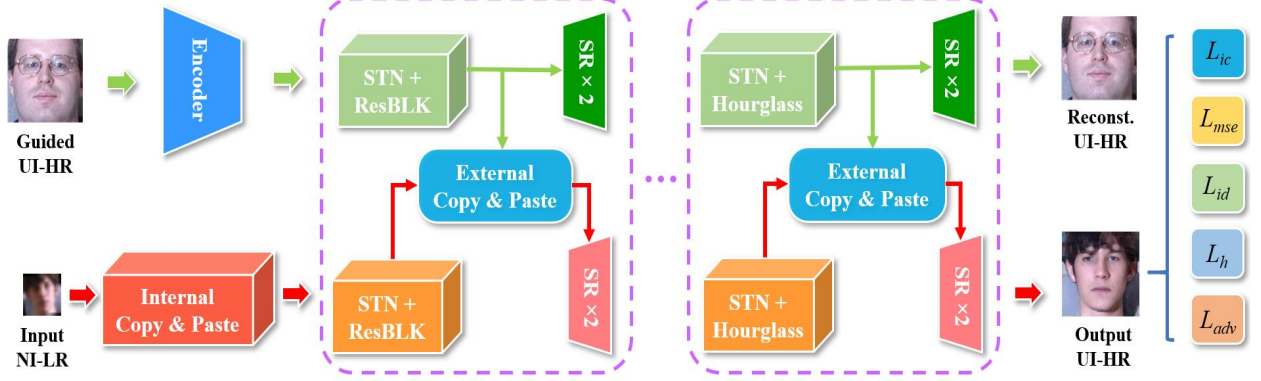 Guided
UI-HR
Encoder
STN +
ResBLK
SR × 2
External
Copy & Paste
Input
NI-LR
Internal
Copy & Paste
STN +
ResBLK
SR ×2
...
STN +
Hourglass
SR × 2
External
Copy & Paste
STN +
Hourglass
SR ×2
Reconst.
UI-HR
Output
UI-HR
L_ic
L_mse
L_id
L_h
L_adv